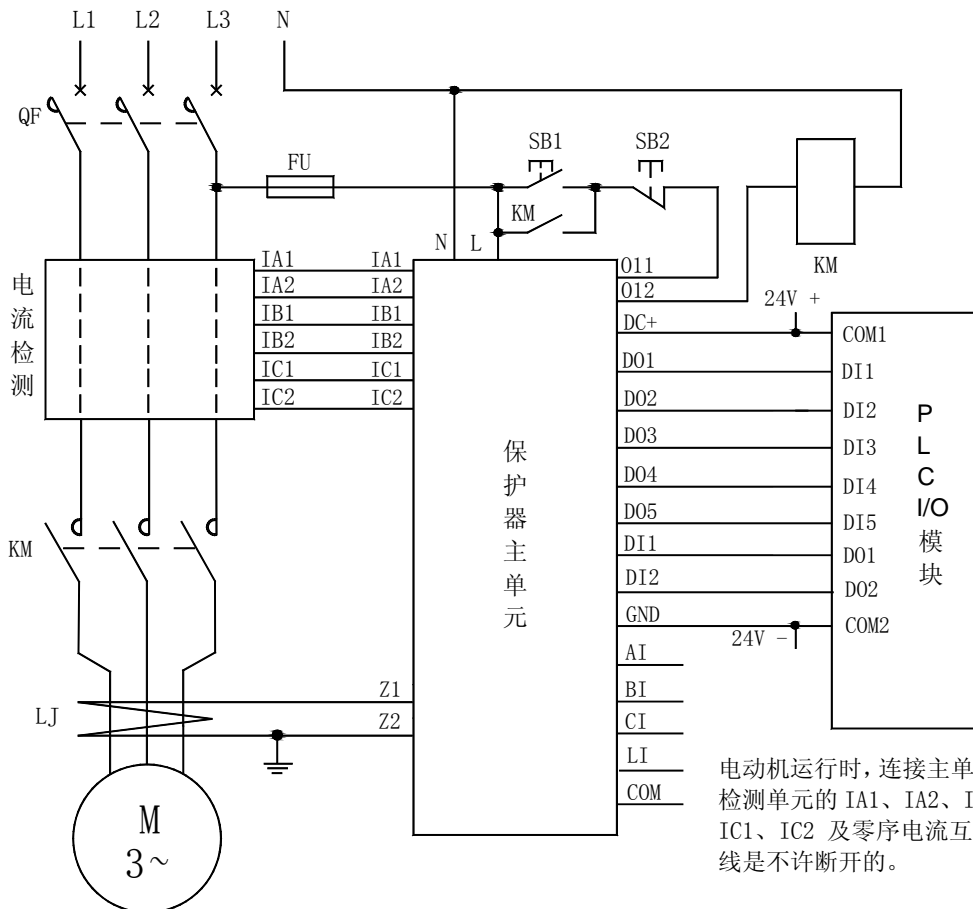 L1 L2 L3 N
QF
FU
SB1 SB2
KM
N L
KM
电流检测
IA1 IA1
IA2 IA2
IB1 IB1
IB2 IB2
IC1 IC1
IC2 IC2
保护器主单元
O11
O12
24V +
DC+ COM1
DO1 DI1
DO2 DI2
DO3 DI3
DO4 DI4
DO5 DI5
DI1 DO1
DI2 DO2
GND COM2
24V -
PLC I/O 模块
AI
BI
CI
LI
COM
KM
LJ
Z1
Z2
M
3~
电动机运行时,连接主单
检测单元的 IA1、IA2、I
IC1、IC2 及零序电流互
线是不许断开的。